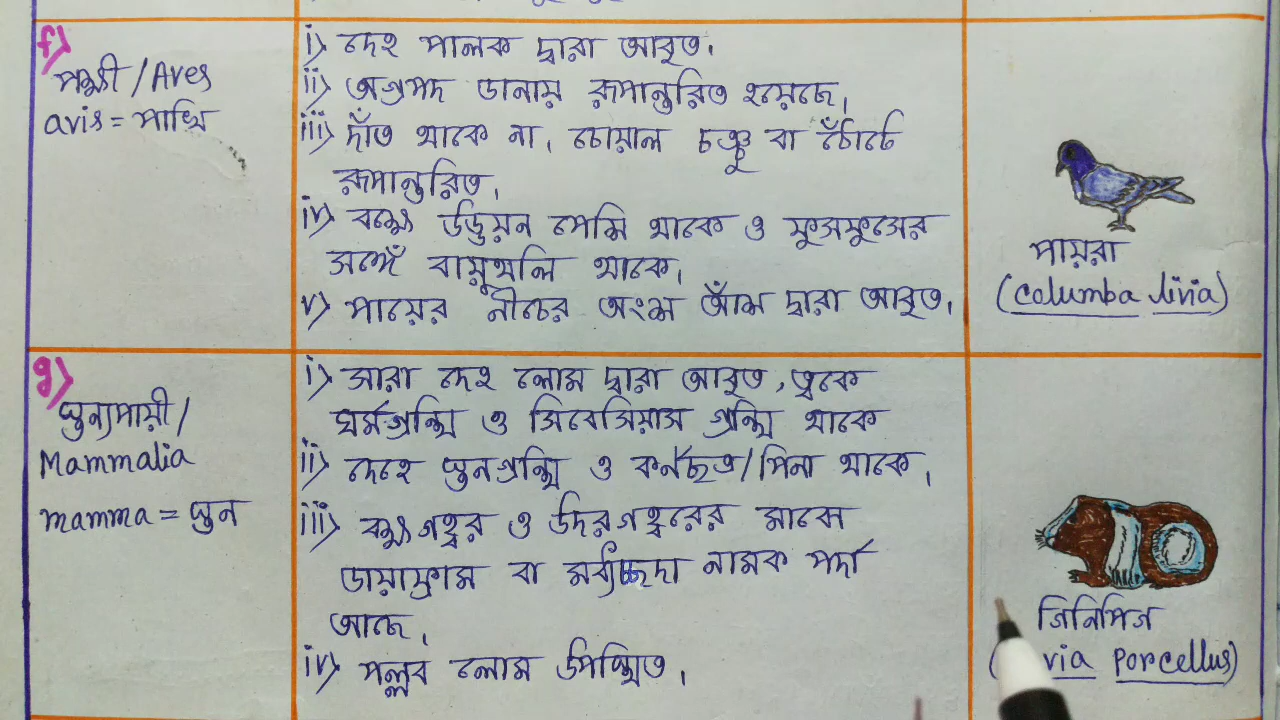 f)
পক্ষী / Aves
avis = পাখি
i) দেহ পালক দ্বারা আবৃত।
ii) অগ্রপদ ডানায় রূপান্তরিত হয়েছে।
iii) দাঁত থাকে না, চোয়াল চঞ্চু বা ঠোঁটে
রূপান্তরিত।
iv) বক্ষে উড্ডয়ন পেশি থাকে ও ফুসফুসের
সঙ্গে বায়ুথলি থাকে।
v) পায়ের নীচের অংশ আঁশ দ্বারা আবৃত।
পায়রা
(Columba livia)
g)
স্তন্যপায়ী /
Mammalia
mamma = স্তন
i) সারা দেহ লোম দ্বারা আবৃত, ত্বকে
ঘর্মগ্রন্থি ও সিবেসিয়াস গ্রন্থি থাকে
ii) দেহে স্তনগ্রন্থি ও কর্নছত্র/পিনা থাকে।
iii) বক্ষগহ্বর ও উদরগহ্বরের মাঝে
ডায়াফ্রাম বা মধ্যচ্ছদা নামক পর্দা
আছে।
iv) পল্লব লোম উপস্থিত।
গিনিপিগ
(via porcellus)